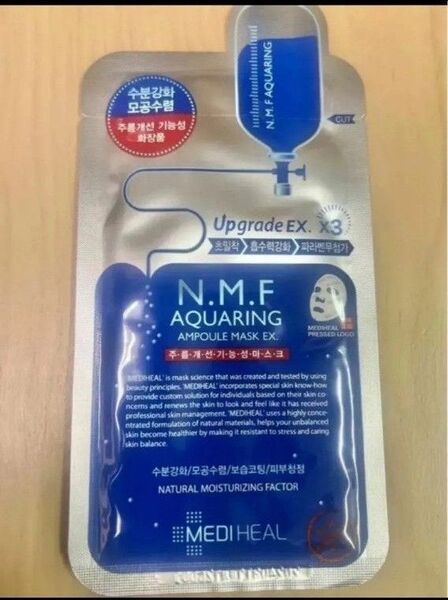 수분강화
모공수렴
주름개선 기능성
화장품
N.M.F AQUARING
CUT
Upgrade EX. x3
초밀착 흡수력강화 파라벤무첨가
N.M.F
AQUARING
AMPOULE MASK EX.
주·름·개·선·기·능·성·마·스·크
MEDIHEAL
PRESSED LOGO
'MEDIHEAL' is mask science that was created and tested by using
beauty principles. 'MEDIHEAL' incorporates special skin know-how
to provide custom solution for individuals based on their skin co-
ncerns and renews the skin to look and feel like it has received
professional skin management. 'MEDIHEAL' uses a highly conce-
ntrated formulation of natural materials, helps your unbalanced
skin become healthier by making it resistant to stress and caring
skin balance.
수분강화/모공수렴/보습코팅/피부청정
NATURAL MOISTURIZING FACTOR
MEDIHEAL